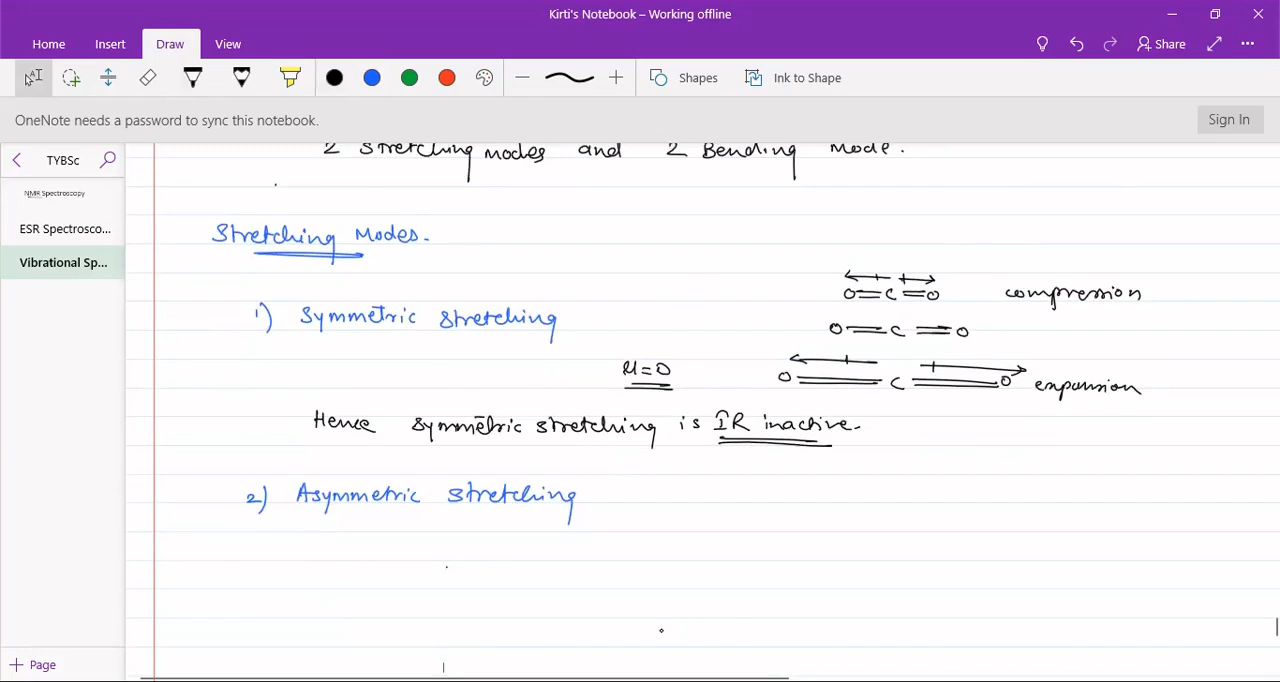 Kirti's Notebook – Working offline
Home Insert Draw View Share
Shapes Ink to Shape
OneNote needs a password to sync this notebook. Sign In
TYBSc
NMR Spectroscopy
ESR Spectrosco...
Vibrational Sp...
Page
2 Stretching modes and 2 Bending Mode.
Stretching Modes.
O=C=O compression
1) Symmetric stretching
O=C=O
μ=0
O=C=O expansion
Hence symmetric stretching is IR inactive.
2) Asymmetric stretching